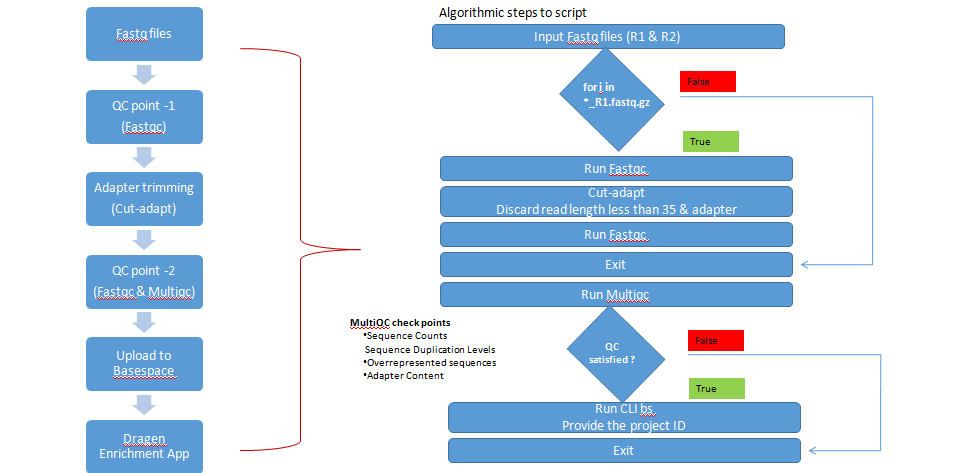 Fastq files
QC point -1
(Fastqc)
Adapter trimming
(Cut-adapt)
QC point -2
(Fastqc & Multiqc)
Upload to
Basespace
Dragen
Enrichment App
Algorithmic steps to script
Input Fastq files (R1 & R2)
for i in
*_R1.fastq.gz
False
True
Run Fastqc
Cut-adapt
Discard read length less than 35 & adapter
Run Fastqc
Exit
Run Multiqc
MultiQC check points
•Sequence Counts
Sequence Duplication Levels
•Overrepresented sequences
•Adapter Content
QC
satisfied ?
False
True
Run CLI bs
Provide the project ID
Exit